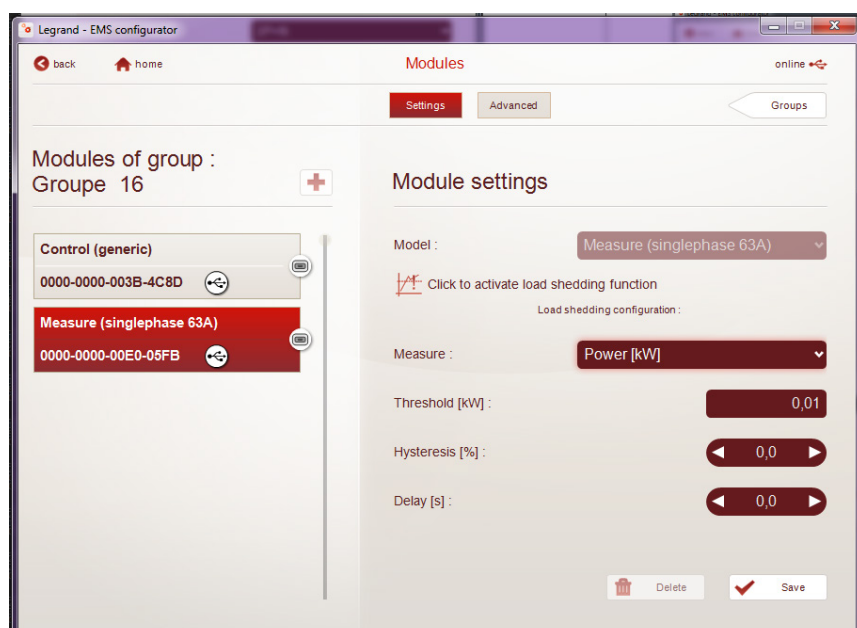 Legrand - EMS configurator
back
home
Modules
online
Settings
Advanced
Groups
Modules of group :
Groupe 16
Module settings
Control (generic)
0000-0000-003B-4C8D
Measure (singlephase 63A)
0000-0000-00E0-05FB
Model :
Measure (singlephase 63A)
Click to activate load shedding function
Load shedding configuration :
Measure :
Power [kW]
Threshold [kW] :
0,01
Hysteresis [%] :
0,0
Delay [s] :
0,0
Delete
Save